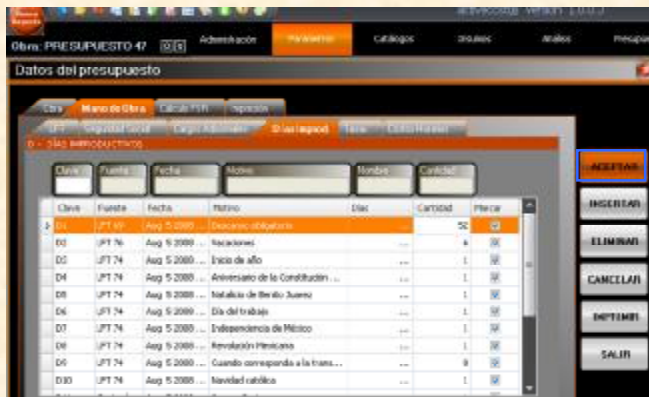 Obra: PRESUPUESTO 47
Administración Parámetros Catálogos Insumos Análisis
Datos del presupuesto
Obra Mano de Obra Cálculo FSR
LFT Seguridad Social Cargos Adicionales Días Improd.
D - DÍAS IMPRODUCTIVOS
Clave Fuente Fecha Motivo Nombre Cantidad
Clave Fuente Fecha Motivo Días Cantidad Marcar
D1 LFT 69 Aug 5 2008 ... Descanso obligatorio ... 52
D2 LFT 76 Aug 5 2008 ... Vacaciones ... 6
D3 LFT 74 Aug 5 2008 ... Inicio de año ... 1
D4 LFT 74 Aug 5 2008 ... Aniversario de la Constitución ... ... 1
D5 LFT 74 Aug 5 2008 ... Natalicio de Benito Juarez ... 1
D6 LFT 74 Aug 5 2008 ... Día del trabajo ... 1
D7 LFT 74 Aug 5 2008 ... Independencia de México ... 1
D8 LFT 74 Aug 5 2008 ... Revolución Mexicana ... 1
D9 LFT 74 Aug 5 2008 ... Cuando corresponda a la trans... ... 0
D10 LFT 74 Aug 5 2008 ... Navidad católica ... 1
ACEPTAR
INSERTAR
ELIMINAR
CANCELAR
IMPRIMIR
SALIR